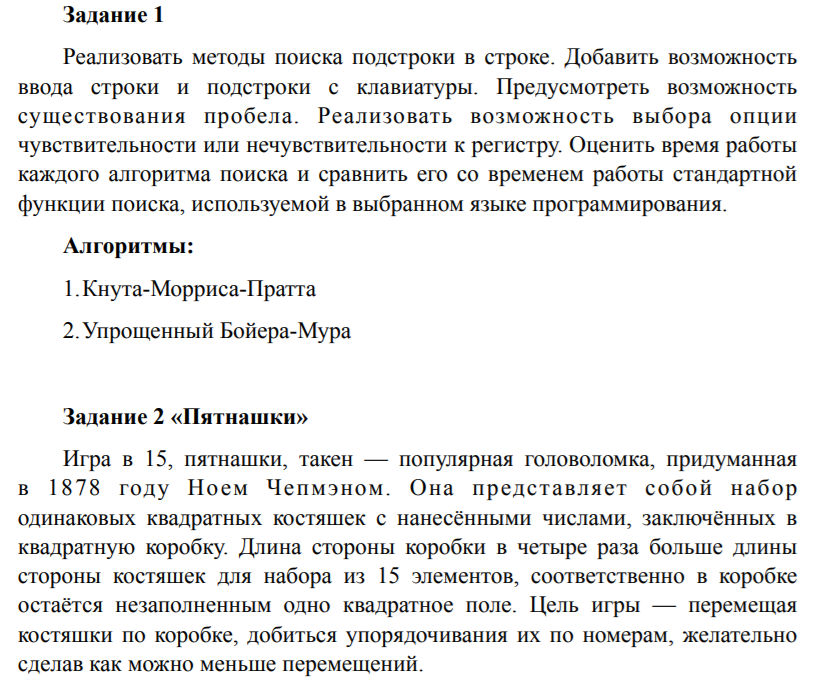 Задание 1
Реализовать методы поиска подстроки в строке. Добавить возможность
ввода строки и подстроки с клавиатуры. Предусмотреть возможность
существования пробела. Реализовать возможность выбора опции
чувствительности или нечувствительности к регистру. Оценить время работы
каждого алгоритма поиска и сравнить его со временем работы стандартной
функции поиска, используемой в выбранном языке программирования.
Алгоритмы:
1.Кнута-Морриса-Пратта
2.Упрощенный Бойера-Мура
Задание 2 «Пятнашки»
Игра в 15, пятнашки, такен — популярная головоломка, придуманная
в 1878 году Ноем Чепмэном. Она представляет собой набор
одинаковых квадратных костяшек с нанесёнными числами, заключённых в
квадратную коробку. Длина стороны коробки в четыре раза больше длины
стороны костяшек для набора из 15 элементов, соответственно в коробке
остаётся незаполненным одно квадратное поле. Цель игры — перемещая
костяшки по коробке, добиться упорядочивания их по номерам, желательно
сделав как можно меньше перемещений.